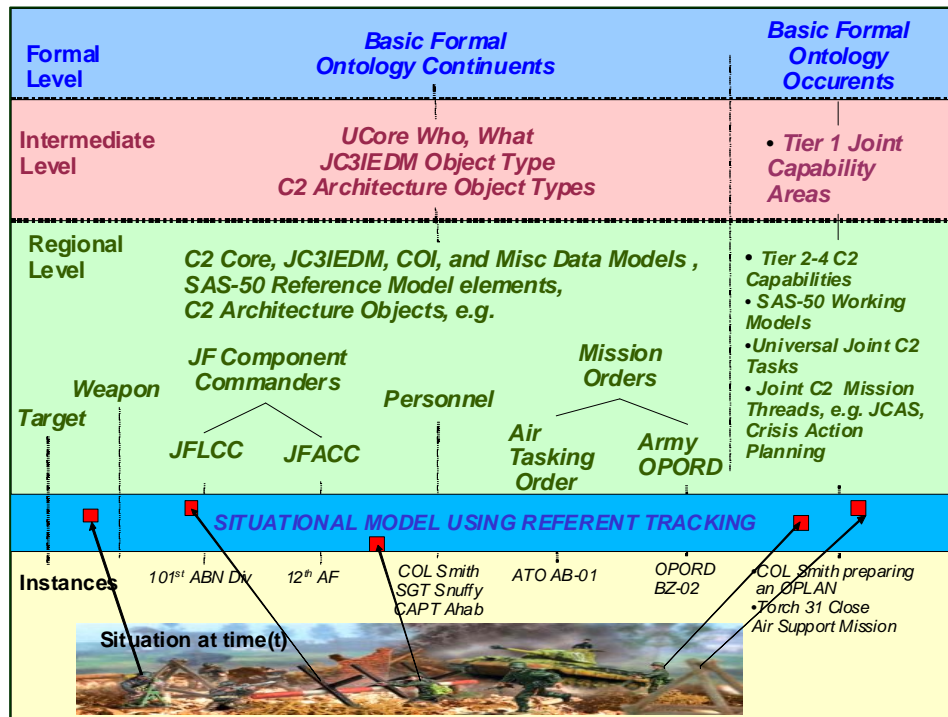 Formal
Level
Basic Formal
Ontology Continuents
Basic Formal
Ontology
Occurents
Intermediate
Level
UCore Who, What
JC3IEDM Object Type
C2 Architecture Object Types
• Tier 1 Joint
Capability
Areas
Regional
Level
C2 Core, JC3IEDM, COI, and Misc Data Models ,
SAS-50 Reference Model elements,
C2 Architecture Objects, e.g.
• Tier 2-4 C2
Capabilities
• SAS-50 Working
Models
•Universal Joint C2
Tasks
• Joint C2 Mission
Threads, e.g. JCAS,
Crisis Action
Planning
Target
Weapon
JF Component
Commanders
JFLCC
JFACC
Personnel
Mission
Orders
Air
Tasking
Order
Army
OPORD
SITUATIONAL MODEL USING REFERENT TRACKING
Instances
101st ABN Div
12th AF
COL Smith
SGT Snuffy
CAPT Ahab
ATO AB-01
OPORD
BZ-02
•COL Smith preparing
an OPLAN
•Torch 31 Close
Air Support Mission
Situation at time(t)